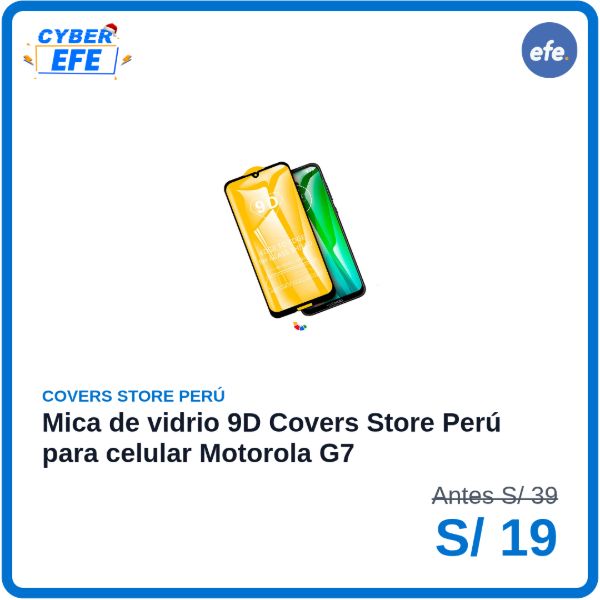 CYBER
EFE
efe.
9D
COVERS STORE PERÚ
Mica de vidrio 9D Covers Store Perú
para celular Motorola G7
Antes S/ 39
S/ 19